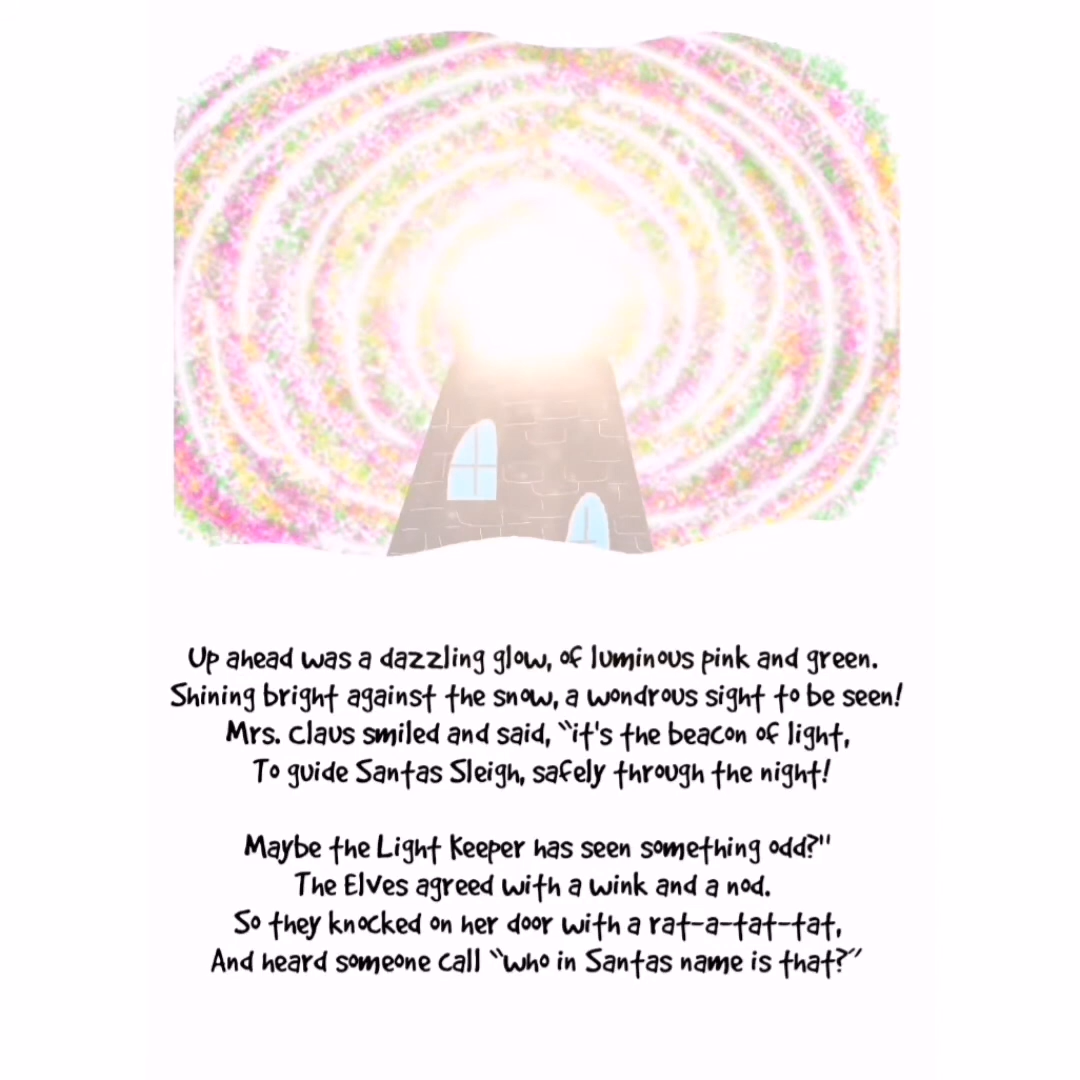 Up ahead was a dazzling glow, of luminous pink and green.
Shining bright against the snow, a wondrous sight to be seen!
Mrs. Claus smiled and said, "it's the beacon of light,
To guide Santas Sleigh, safely through the night!
Maybe the Light Keeper has seen something odd?"
The Elves agreed with a wink and a nod.
So they knocked on her door with a rat-a-tat-tat,
And heard someone call "who in Santas name is that?"